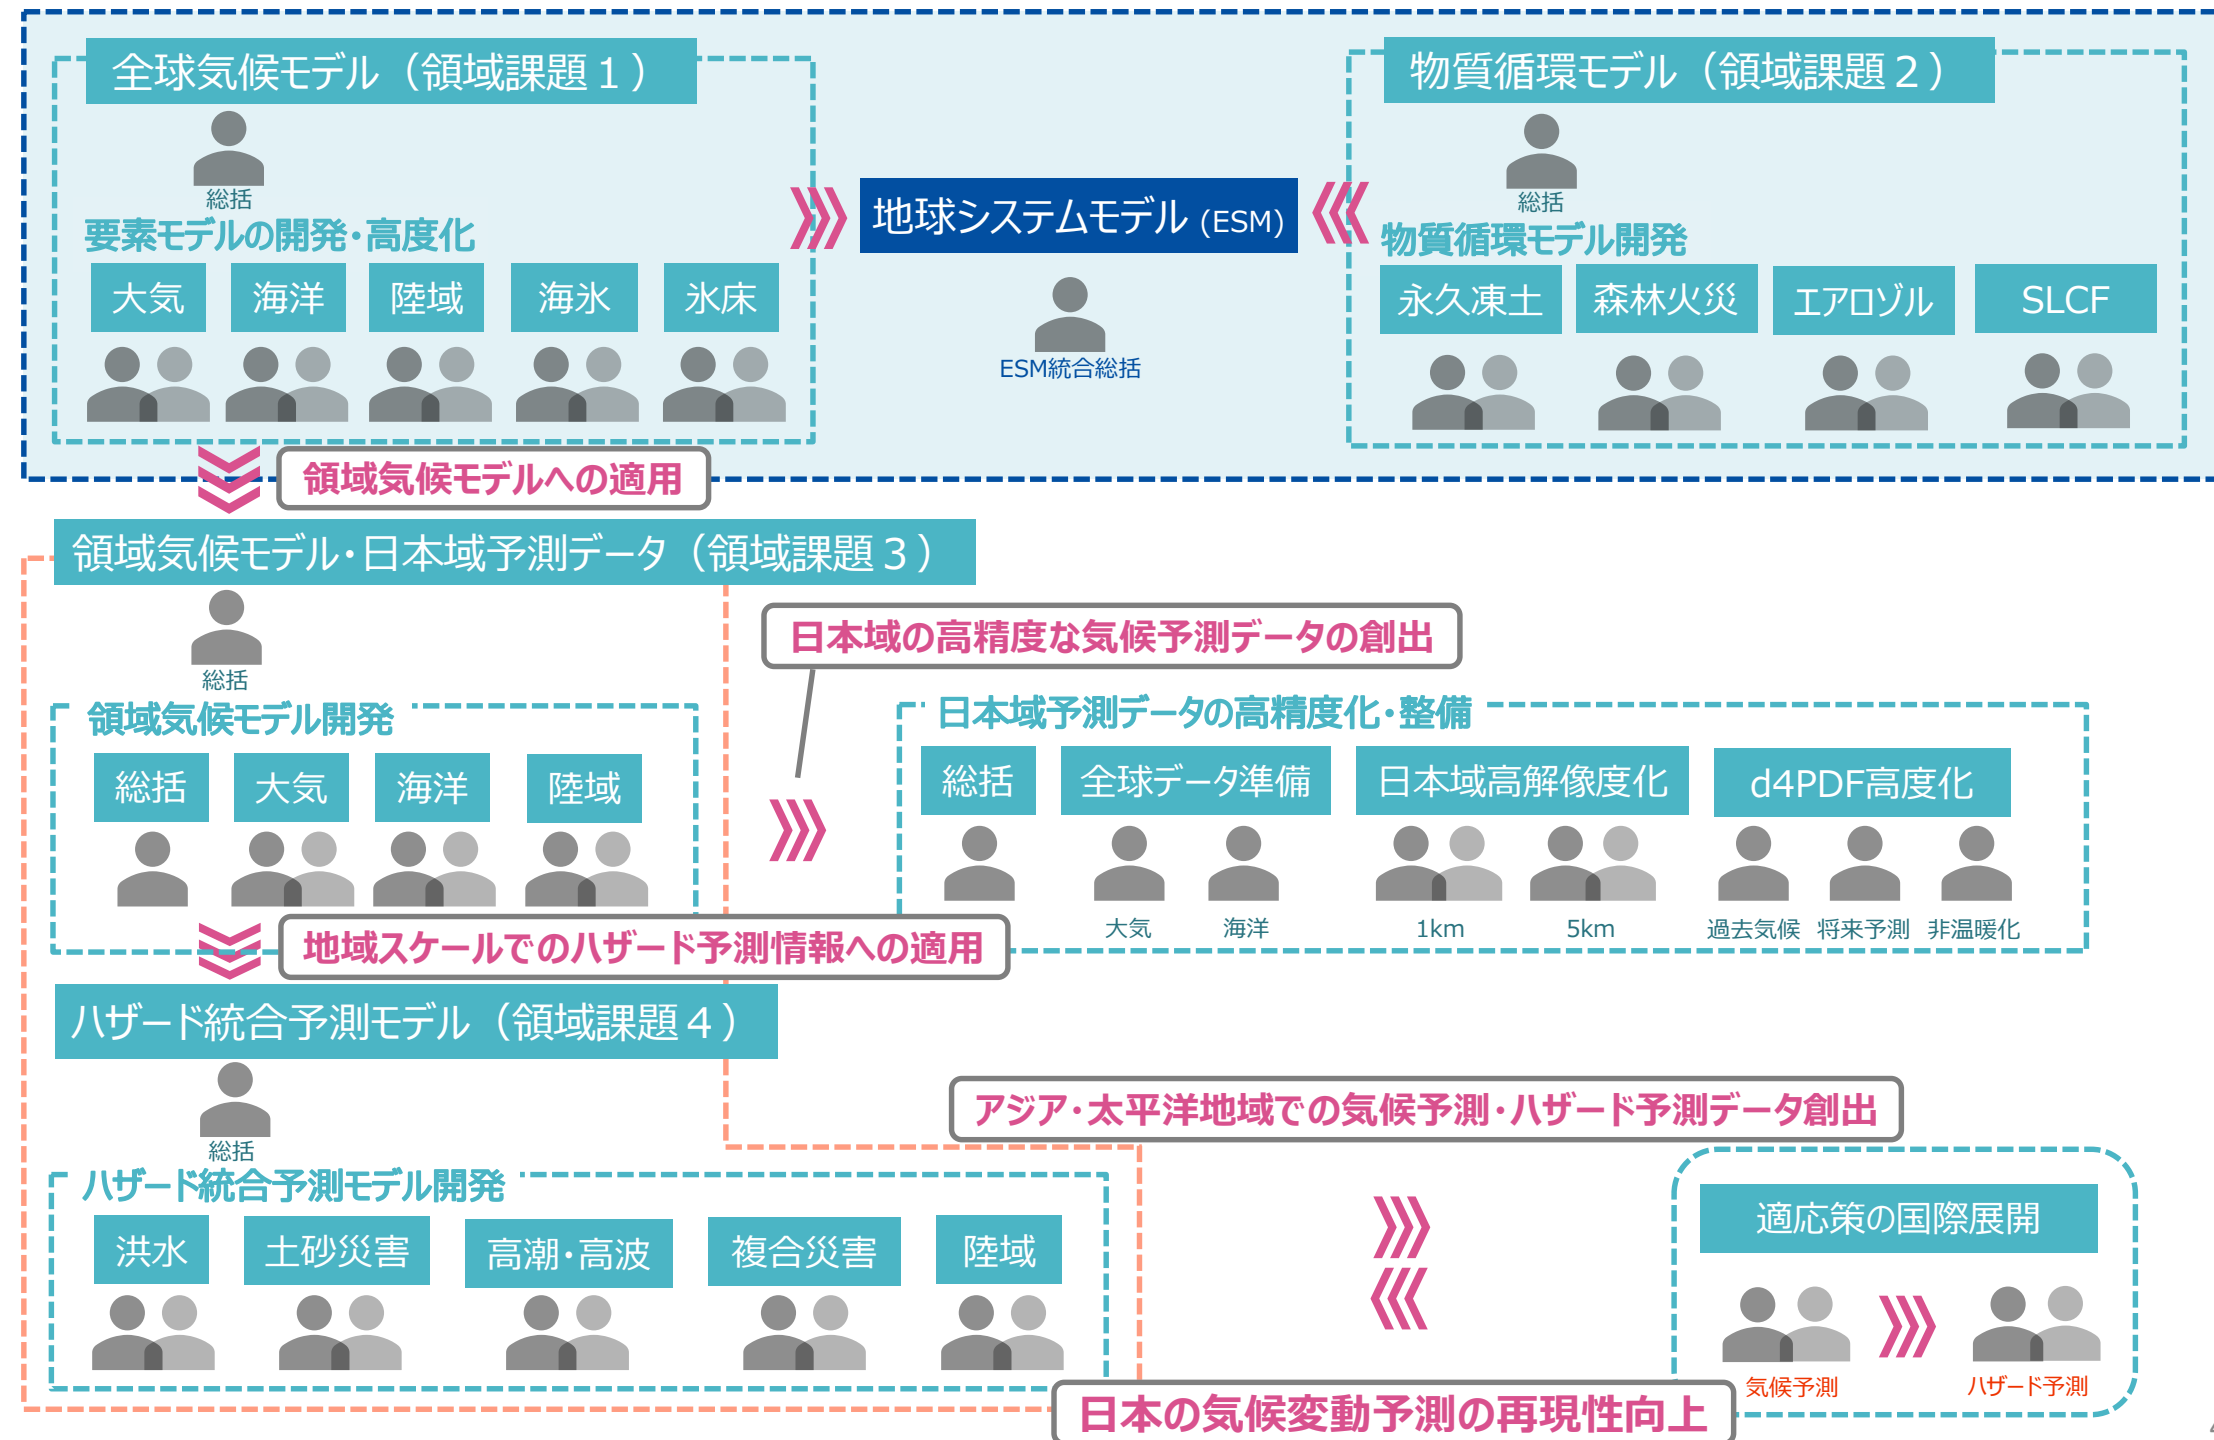 全球気候モデル（領域課題１）
総括
要素モデルの開発・高度化
大気
海洋
陸域
海氷
氷床
地球システムモデル (ESM)
ESM統合総括
物質循環モデル（領域課題２）
総括
物質循環モデル開発
永久凍土
森林火災
エアロゾル
SLCF
領域気候モデルへの適用
領域気候モデル・日本域予測データ（領域課題３）
総括
日本域の高精度な気候予測データの創出
領域気候モデル開発
総括
大気
海洋
陸域
日本域予測データの高精度化・整備
総括
全球データ準備
日本域高解像度化
d4PDF高度化
大気
海洋
1km
5km
過去気候
将来予測
非温暖化
地域スケールでのハザード予測情報への適用
ハザード統合予測モデル（領域課題４）
総括
アジア・太平洋地域での気候予測・ハザード予測データ創出
ハザード統合予測モデル開発
洪水
土砂災害
高潮・高波
複合災害
陸域
適応策の国際展開
気候予測
ハザード予測
日本の気候変動予測の再現性向上